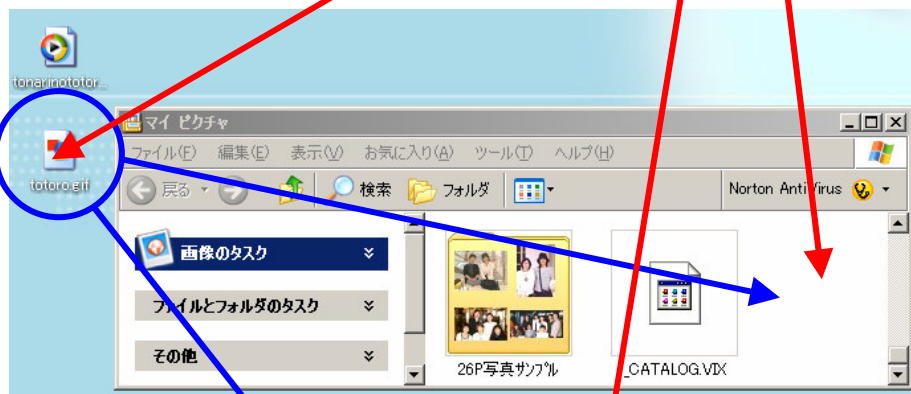 tonarinototor...
totoro.gif
マイ ピクチャ
ファイル(F) 編集(E) 表示(V) お気に入り(A) ツール(T) ヘルプ(H)
戻る 検索 フォルダ Norton AntiVirus
画像のタスク
ファイルとフォルダのタスク
その他
26P写真サンプル
_CATALOG.VIX